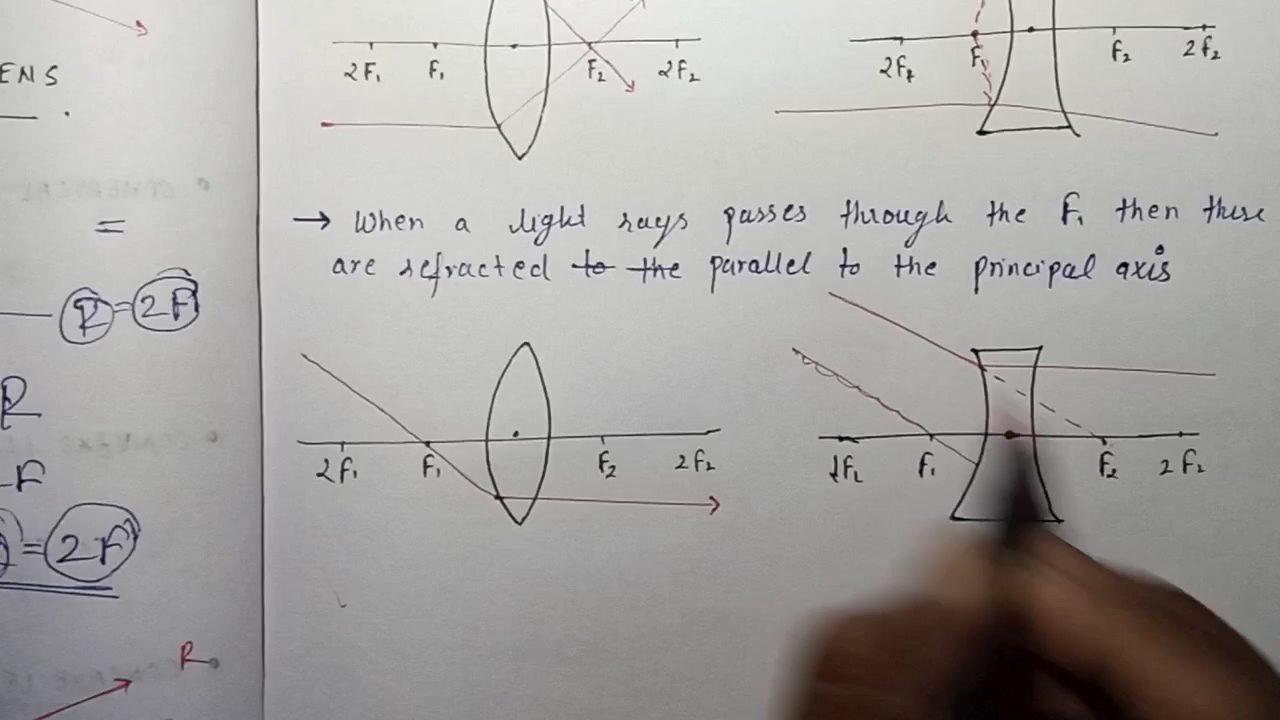 ENS
=
R = 2F
R
F
= 2F
R
2F₁ F₁ F₂ 2F₂
F₁ F₂ 2F₂
→ When a light rays passes through the F₁ then these
are refracted to the parallel to the principal axis
2F₁ F₁ F₂ 2F₂
F₁ F₂ 2F₂